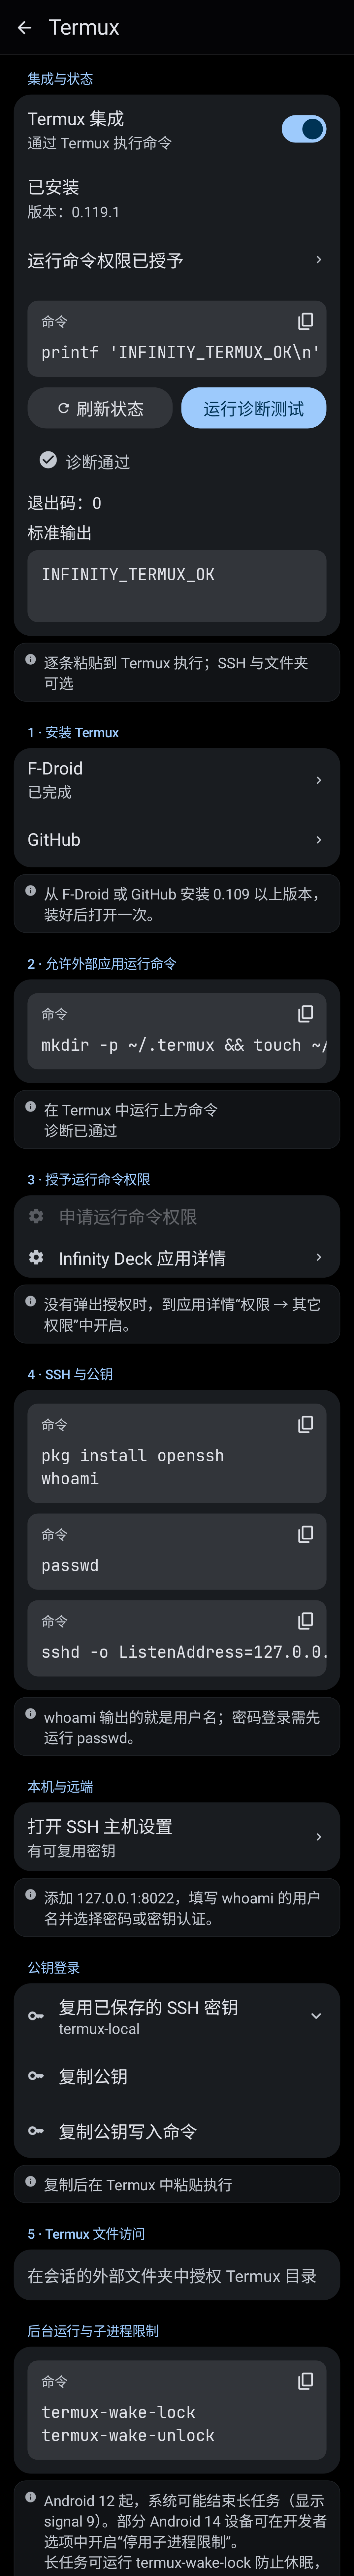 Termux
集成与状态
Termux 集成
通过 Termux 执行命令
已安装
版本：0.119.1
运行命令权限已授予
命令
printf 'INFINITY_TERMUX_OK\n'
刷新状态
运行诊断测试
诊断通过
退出码：0
标准输出
INFINITY_TERMUX_OK
逐条粘贴到 Termux 执行；SSH 与文件夹
可选
1 · 安装 Termux
F-Droid
已完成
GitHub
从 F-Droid 或 GitHub 安装 0.109 以上版本，
装好后打开一次。
2 · 允许外部应用运行命令
命令
mkdir -p ~/.termux && touch ~/
在 Termux 中运行上方命令
诊断已通过
3 · 授予运行命令权限
申请运行命令权限
Infinity Deck 应用详情
没有弹出授权时，到应用详情“权限 → 其它
权限”中开启。
4 · SSH 与公钥
命令
pkg install openssh
whoami
命令
passwd
命令
sshd -o ListenAddress=127.0.0.
whoami 输出的就是用户名；密码登录需先
运行 passwd。
本机与远端
打开 SSH 主机设置
有可复用密钥
添加 127.0.0.1:8022，填写 whoami 的用户
名并选择密码或密钥认证。
公钥登录
复用已保存的 SSH 密钥
termux-local
复制公钥
复制公钥写入命令
复制后在 Termux 中粘贴执行
5 · Termux 文件访问
在会话的外部文件夹中授权 Termux 目录
后台运行与子进程限制
命令
termux-wake-lock
termux-wake-unlock
Android 12 起，系统可能结束长任务（显示
signal 9）。部分 Android 14 设备可在开发者
选项中开启“停用子进程限制”。
长任务可运行 termux-wake-lock 防止休眠，